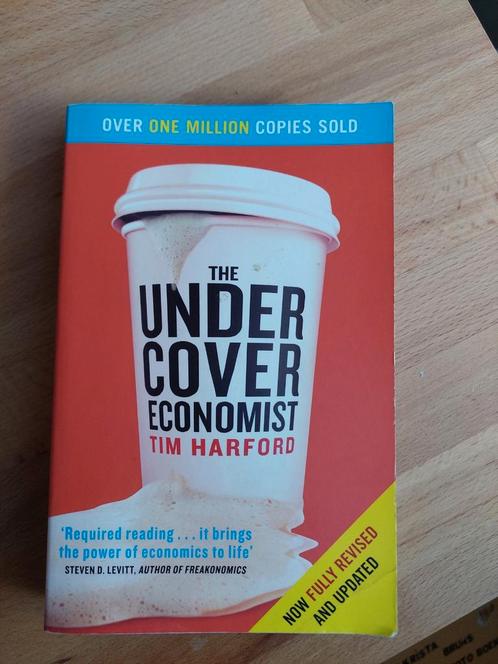 OVER ONE MILLION COPIES SOLD
THE
UNDER
COVER
ECONOMIST
TIM HARFORD
'Required reading . . . it brings
the power of economics to life'
STEVEN D. LEVITT, AUTHOR OF FREAKONOMICS
NOW FULLY REVISED
AND UPDATED